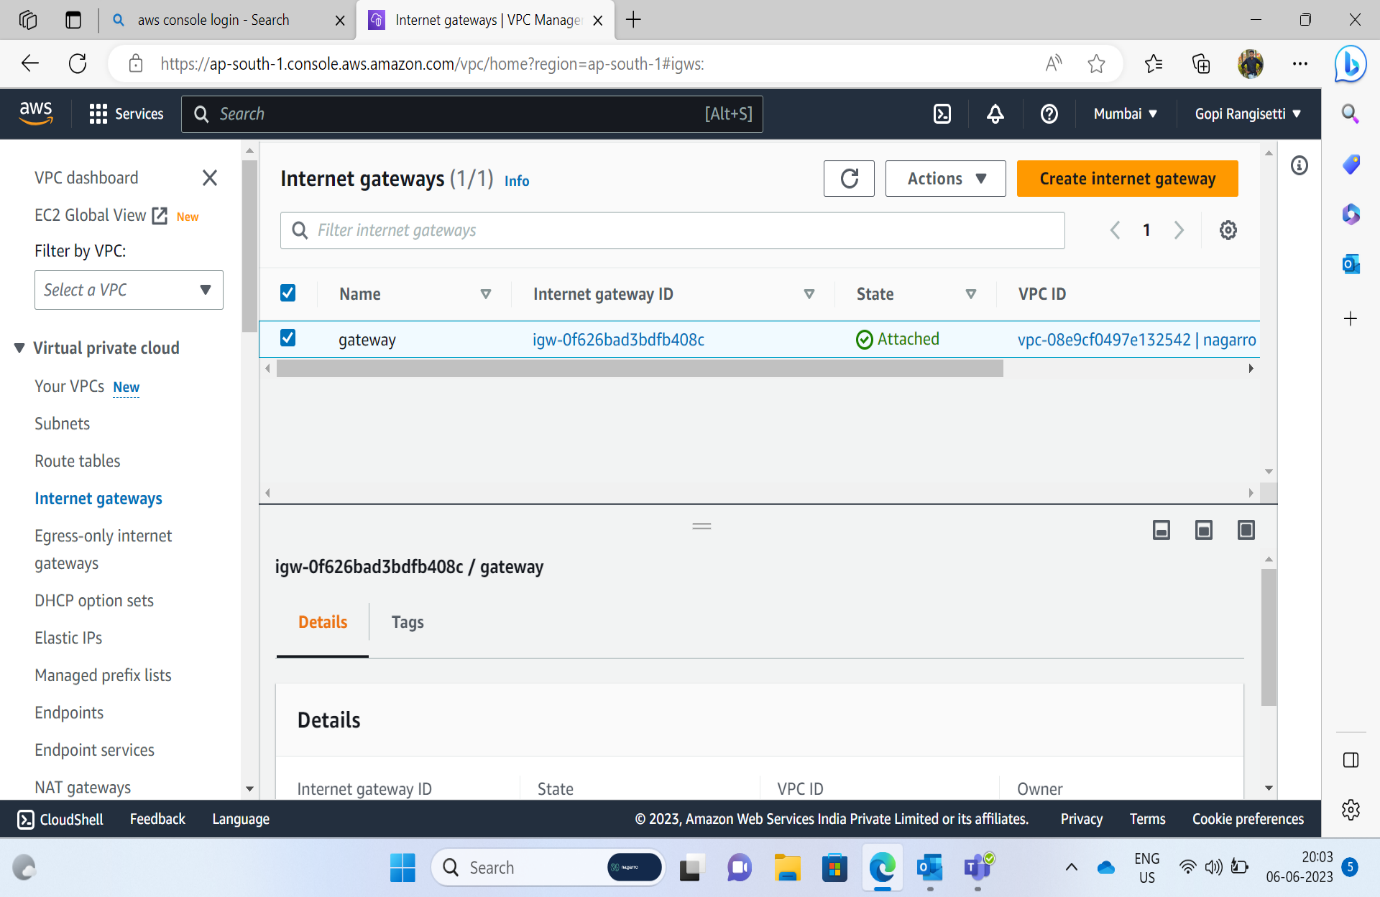 aws console login - Search
Internet gateways | VPC Manage
https://ap-south-1.console.aws.amazon.com/vpc/home?region=ap-south-1#igws:
aws
Services
Search
[Alt+S]
Mumbai
Gopi Rangisetti
VPC dashboard
EC2 Global View New
Filter by VPC:
Select a VPC
Virtual private cloud
Your VPCs New
Subnets
Route tables
Internet gateways
Egress-only internet
gateways
DHCP option sets
Elastic IPs
Managed prefix lists
Endpoints
Endpoint services
NAT gateways
Internet gateways (1/1) Info
Actions
Create internet gateway
Filter internet gateways
1
Name
Internet gateway ID
State
VPC ID
gateway
igw-0f626bad3bdfb408c
Attached
vpc-08e9cf0497e132542 | nagarro
igw-0f626bad3bdfb408c / gateway
Details
Tags
Details
Internet gateway ID
State
VPC ID
Owner
CloudShell
Feedback
Language
© 2023, Amazon Web Services India Private Limited or its affiliates.
Privacy
Terms
Cookie preferences
Search
ENG
US
20:03
06-06-2023
5